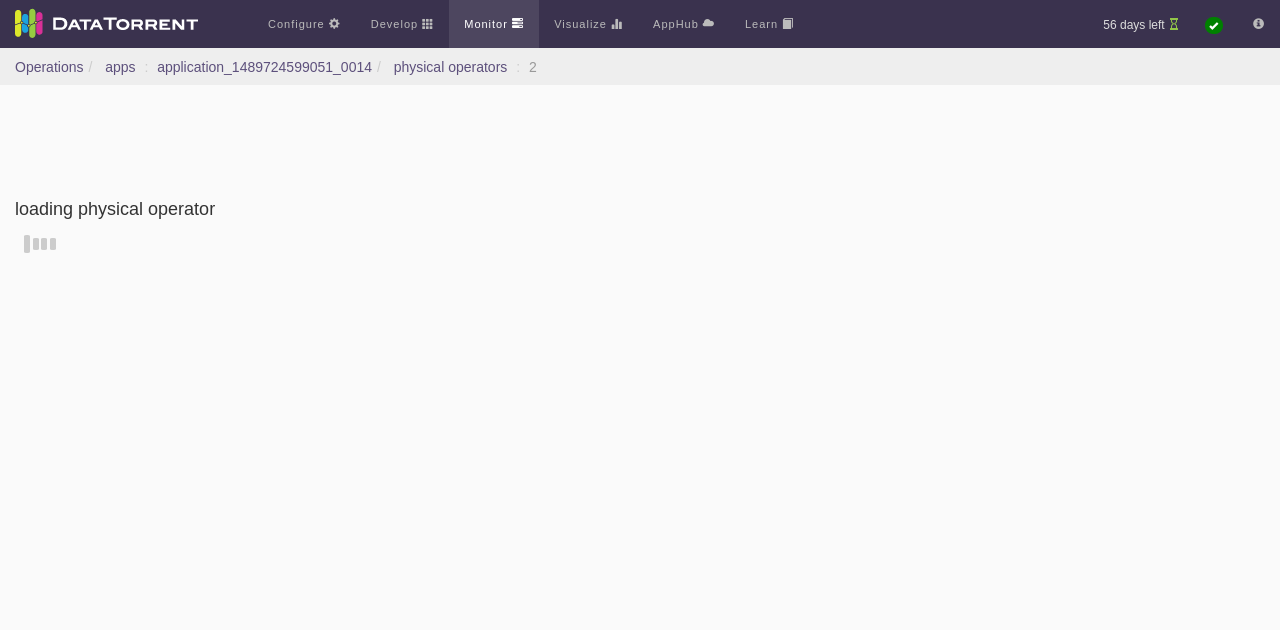 DATATORRENT Configure Develop Monitor Visualize AppHub Learn 56 days left
Operations / apps : application_1489724599051_0014 / physical operators : 2
loading physical operator